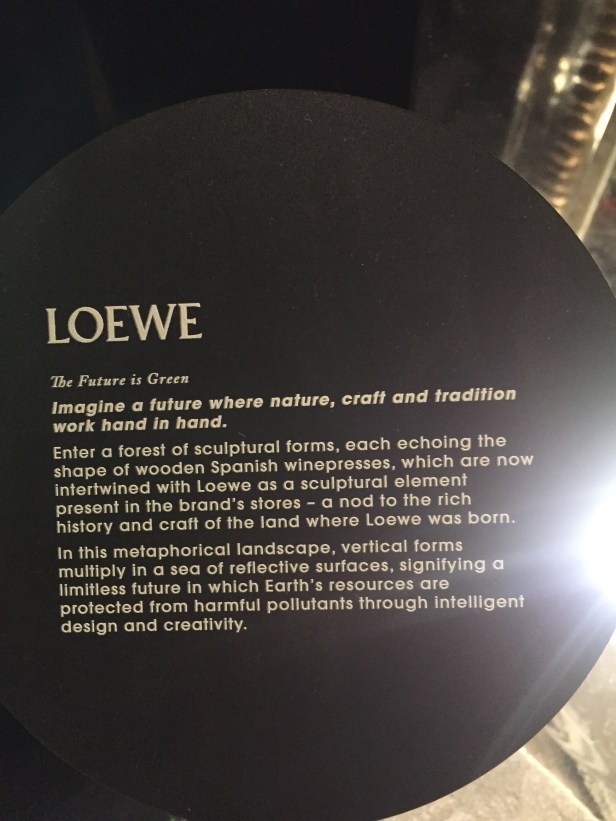 LOEWE
The Future is Green
Imagine a future where nature, craft and tradition
work hand in hand.
Enter a forest of sculptural forms, each echoing the
shape of wooden Spanish winepresses, which are now
intertwined with Loewe as a sculptural element
present in the brand's stores – a nod to the rich
history and craft of the land where Loewe was born.
In this metaphorical landscape, vertical forms
multiply in a sea of reflective surfaces, signifying a
limitless future in which Earth's resources are
protected from harmful pollutants through intelligent
design and creativity.